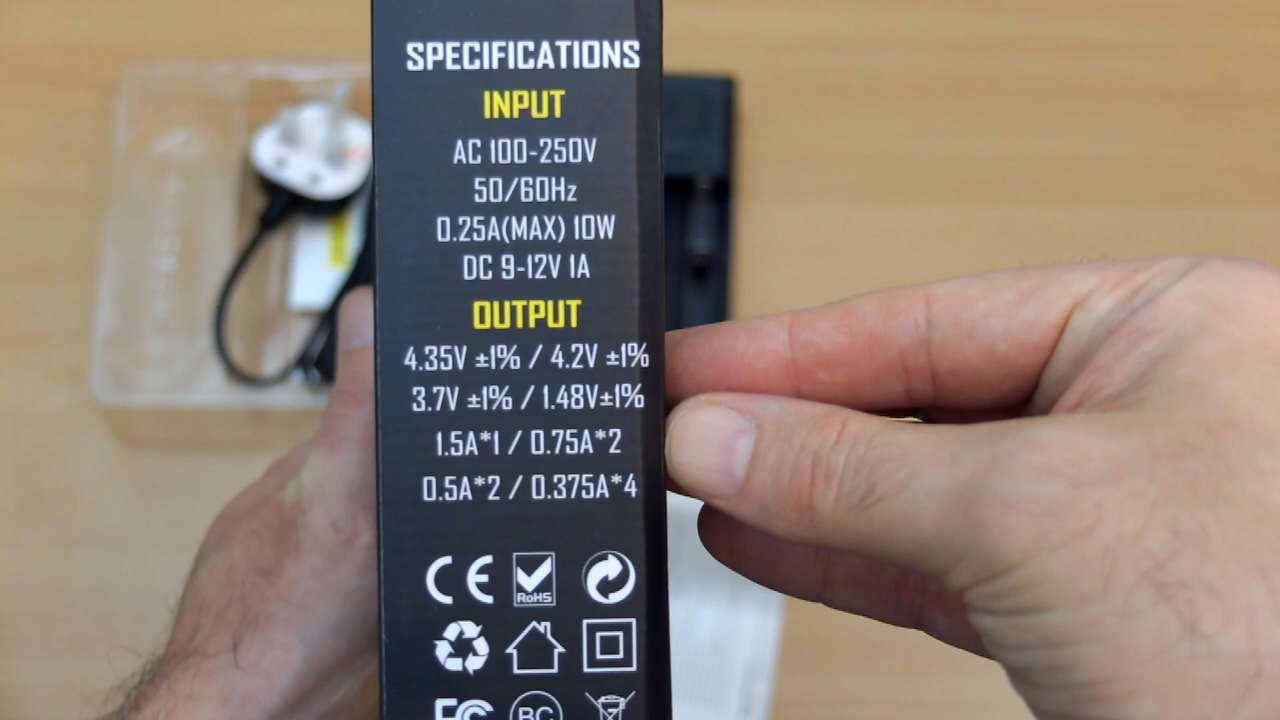 SPECIFICATIONS
INPUT
AC 100-250V
50/60Hz
0.25A(MAX) 10W
DC 9-12V 1A
OUTPUT
4.35V ±1% / 4.2V ±1%
3.7V ±1% / 1.48V±1%
1.5A*1 / 0.75A*2
0.5A*2 / 0.375A*4
CE RoHS
FC BC